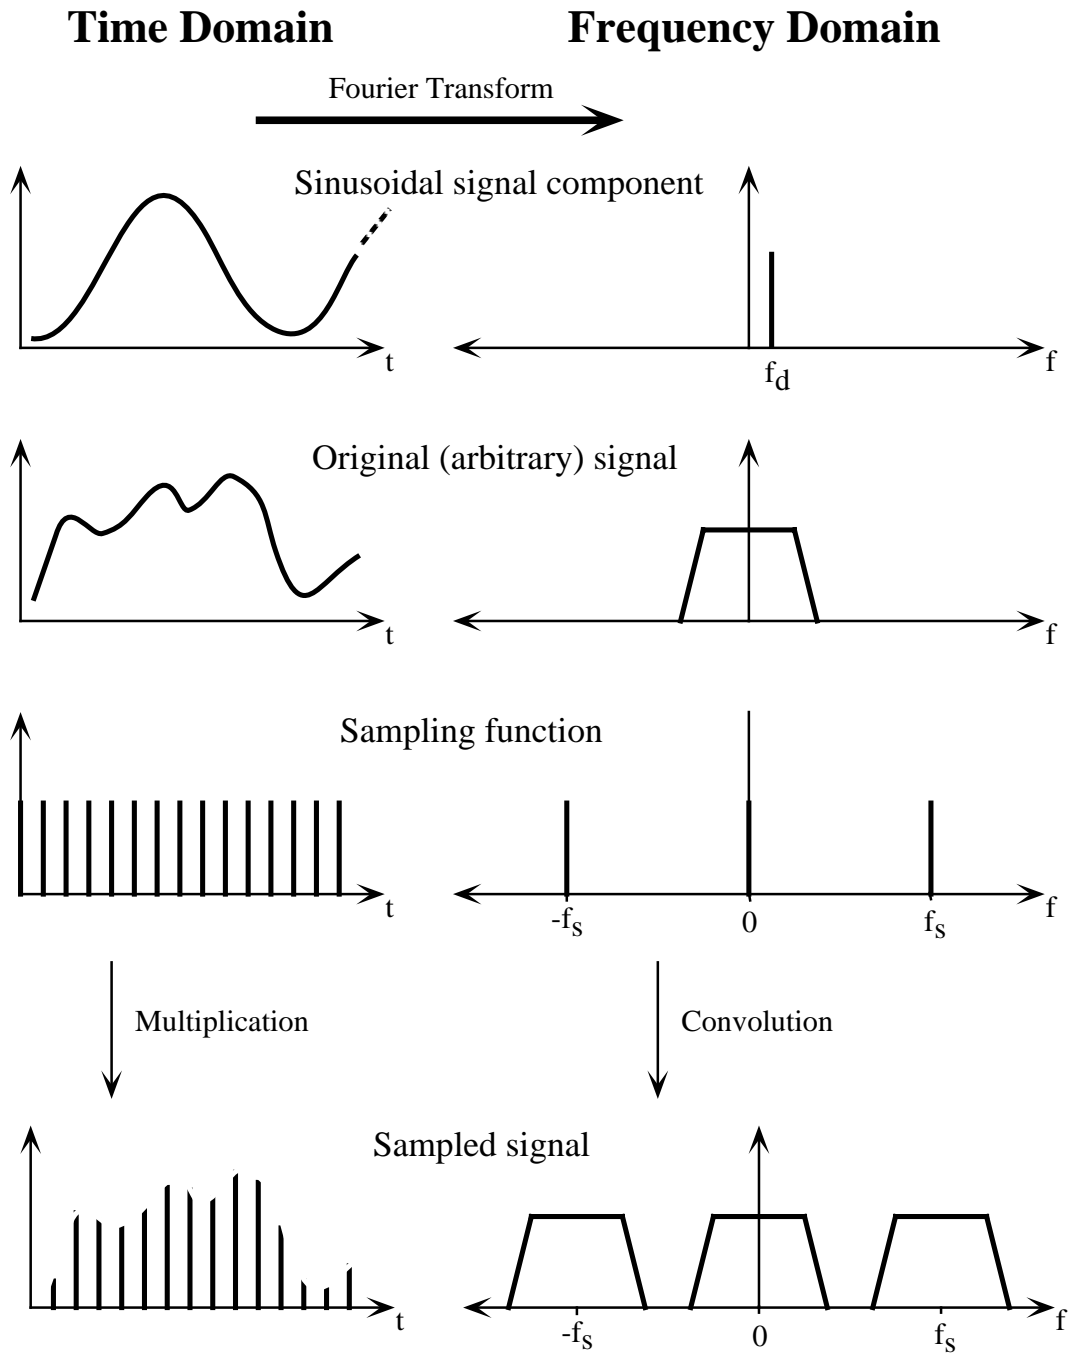 Time Domain
Frequency Domain
Fourier Transform
Sinusoidal signal component
t
fd
f
Original (arbitrary) signal
t
f
Sampling function
t
-fs
0
fs
f
Multiplication
Convolution
Sampled signal
t
-fs
0
fs
f